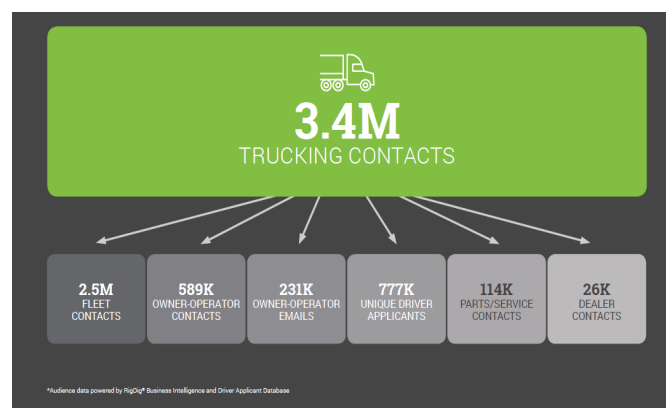 3.4M
TRUCKING CONTACTS
2.5M
FLEET
CONTACTS
589K
OWNER-OPERATOR
CONTACTS
231K
OWNER-OPERATOR
EMAILS
777K
UNIQUE DRIVER
APPLICANTS
114K
PARTS/SERVICE
CONTACTS
26K
DEALER
CONTACTS
*Audience data powered by RigDig® Business Intelligence and Driver Applicant Database